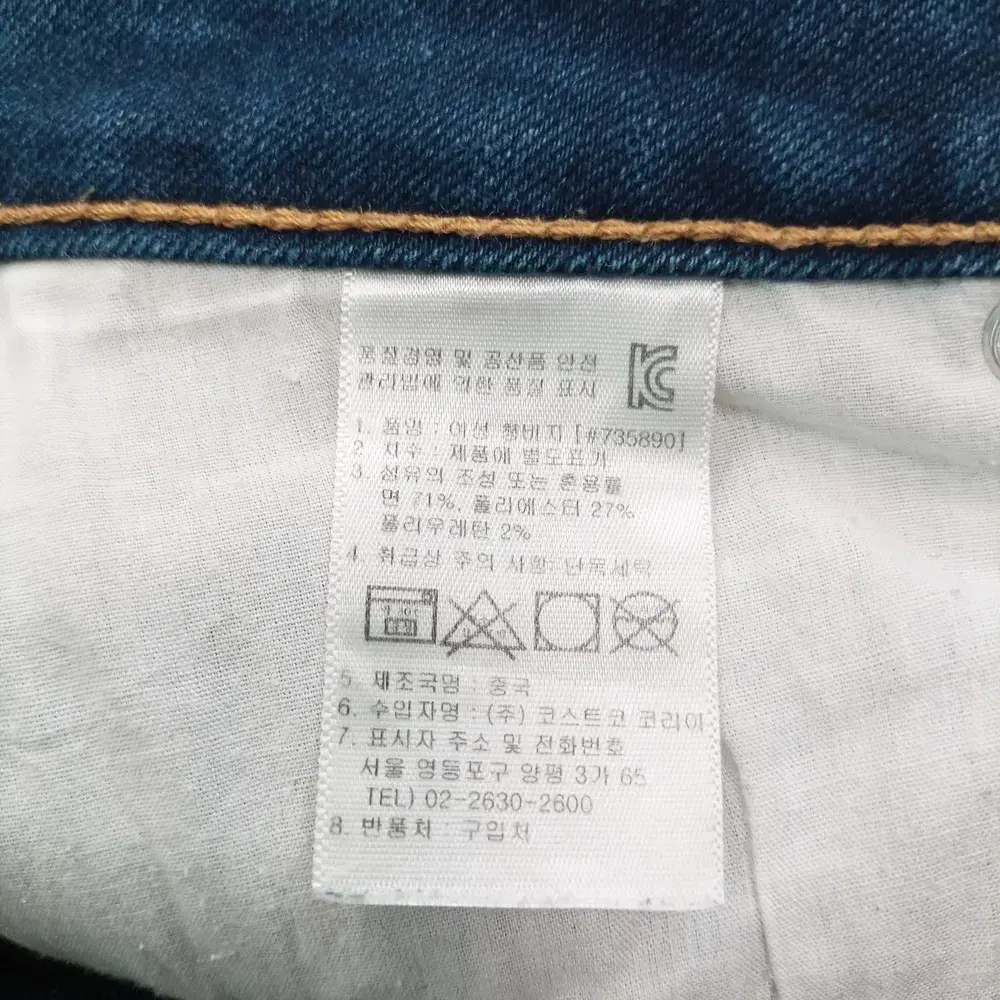 품질경영 및 공산품 안전
관리법에 의한 품질 표시
1. 품명 : 여성 청바지 [#735890]
2. 치수 : 제품에 별도표기
3. 섬유의 조성 또는 혼용률
면 71%, 폴리에스터 27%
폴리우레탄 2%
4. 취급상 주의 사항: 단독세탁
5. 제조국명 : 중국
6. 수입자명 : (주) 코스트코 코리아
7. 표시자 주소 및 전화번호
서울 영등포구 양평 3가 65
TEL) 02-2630-2600
8. 반품처 : 구입처